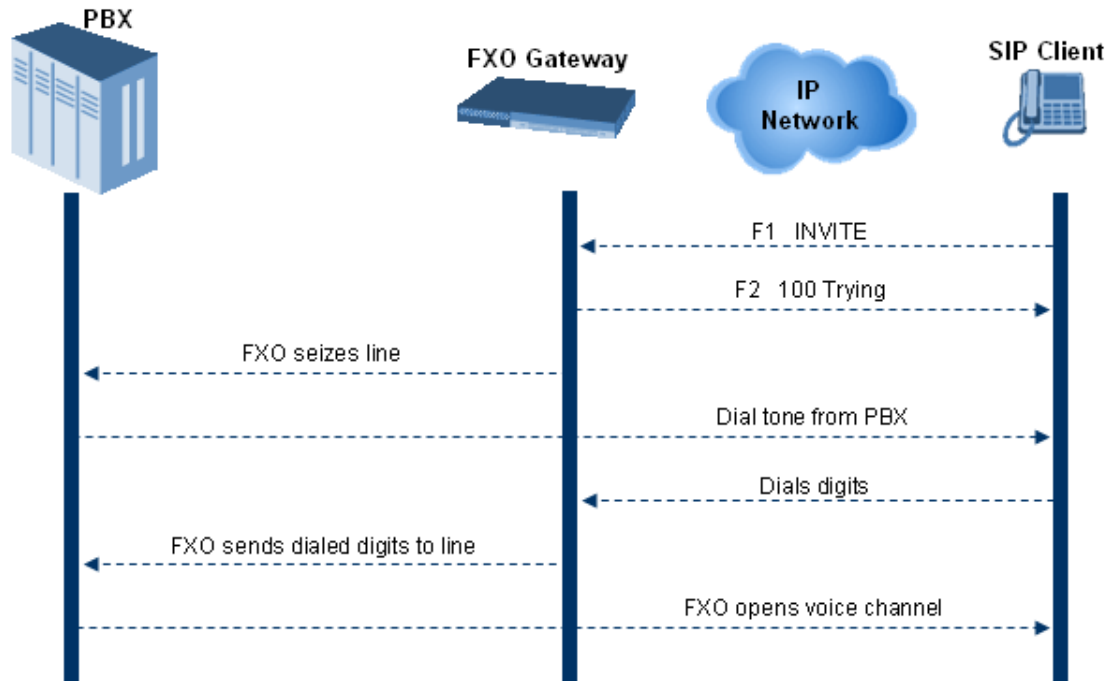 PBX
FXO Gateway
IP
Network
SIP Client
F1 INVITE
F2 100 Trying
FXO seizes line
Dial tone from PBX
Dials digits
FXO sends dialed digits to line
FXO opens voice channel